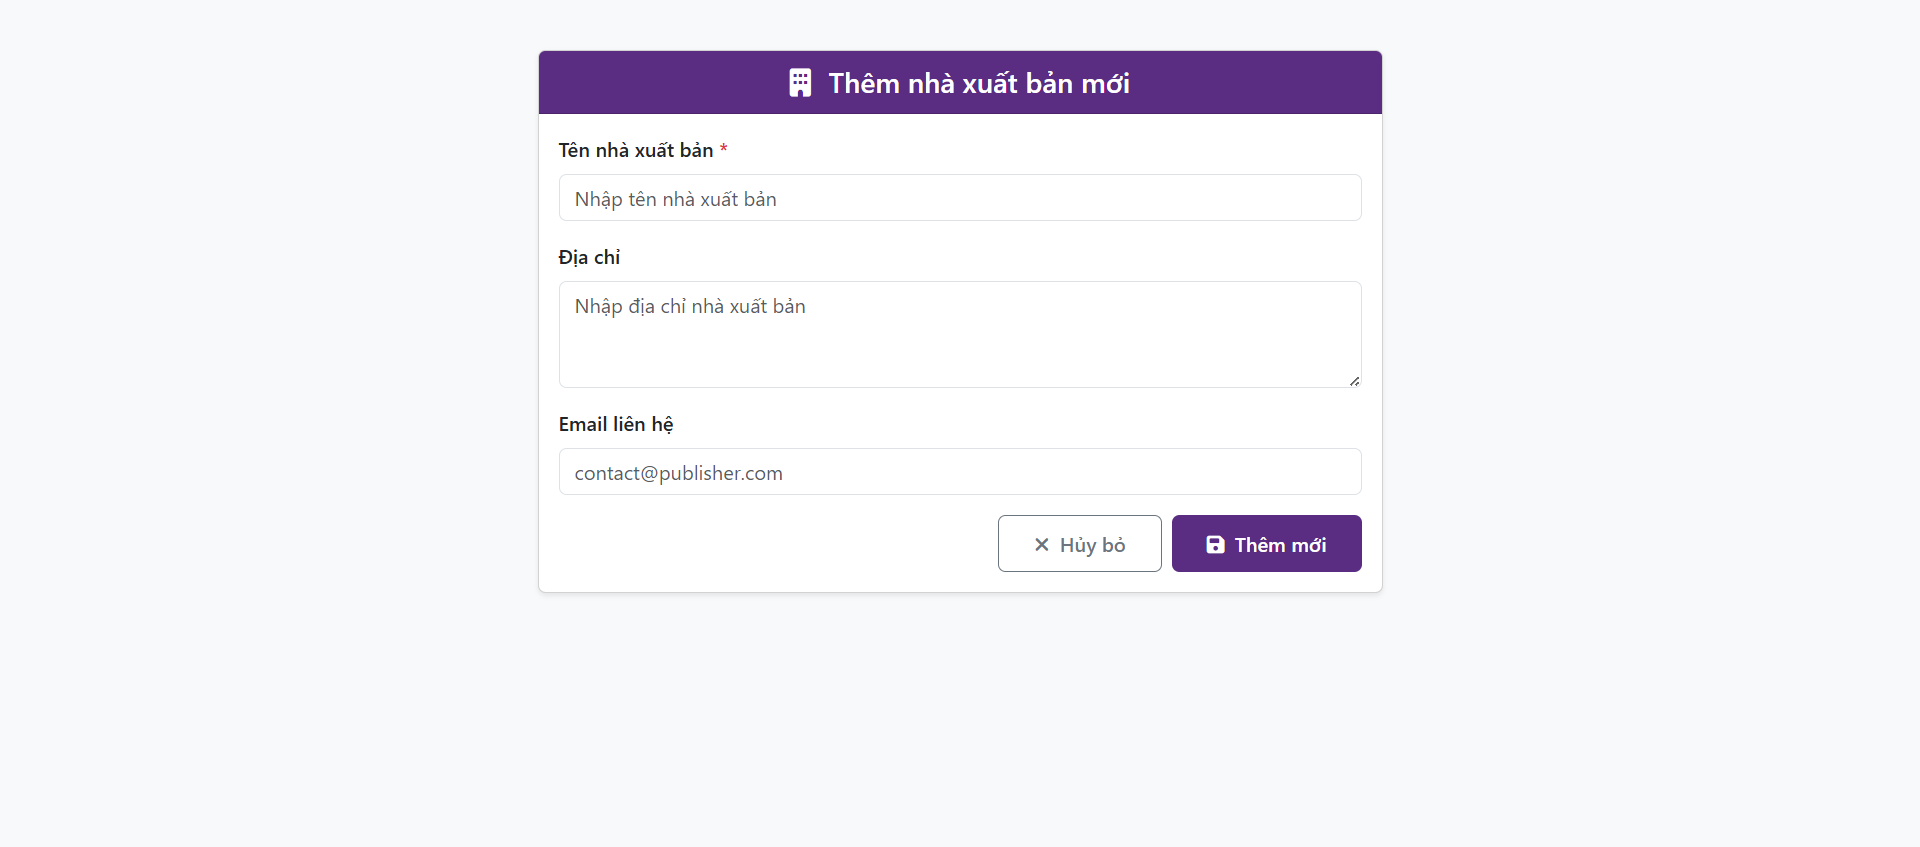 Thêm nhà xuất bản mới
Tên nhà xuất bản *
Nhập tên nhà xuất bản
Địa chỉ
Nhập địa chỉ nhà xuất bản
Email liên hệ
contact@publisher.com
Hủy bỏ
Thêm mới